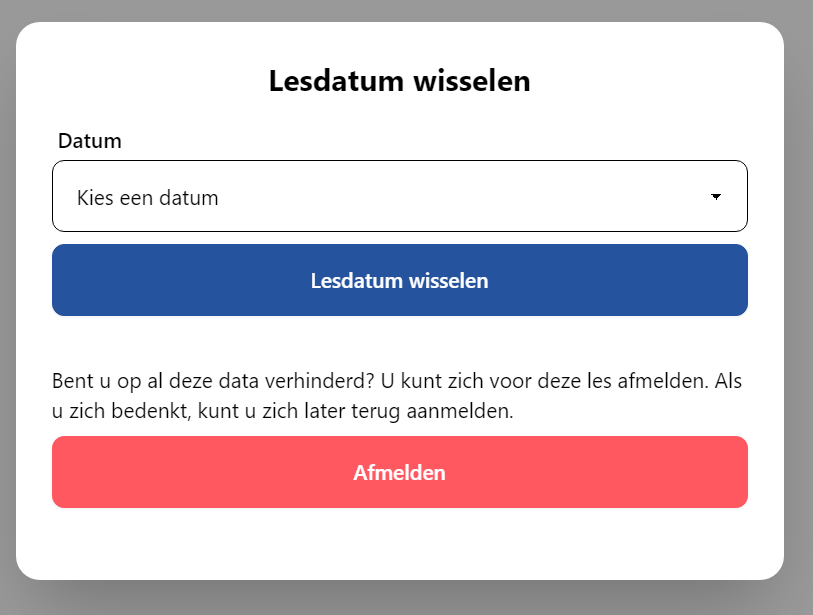 Lesdatum wisselen
Datum
Kies een datum
Lesdatum wisselen
Bent u op al deze data verhinderd? U kunt zich voor deze les afmelden. Als
u zich bedenkt, kunt u zich later terug aanmelden.
Afmelden